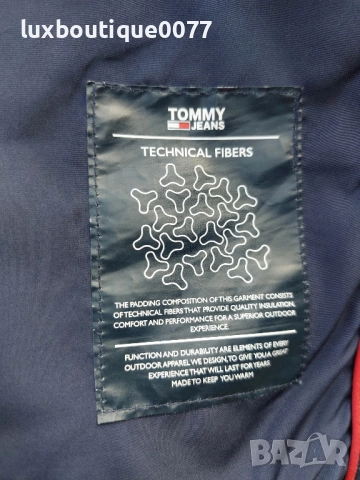 luxboutique0077
TOMMY
JEANS
TECHNICAL FIBERS
THE PADDING COMPOSITION OF THIS GARMENT CONSISTS
OF TECHNICAL FIBERS THAT PROVIDE QUALITY INSULATION,
COMFORT AND PERFORMANCE, FOR A SUPERIOR OUTDOOR
EXPERIENCE.
FUNCTION AND DURABILITY ARE ELEMENTS OF EVERY
OUTDOOR APPAREL WE DESIGN, TO GIVE YOU A GREAT
EXPERIENCE THAT WILL LAST FOR YEARS
MADE TO KEEP YOU WARM
BAZAR